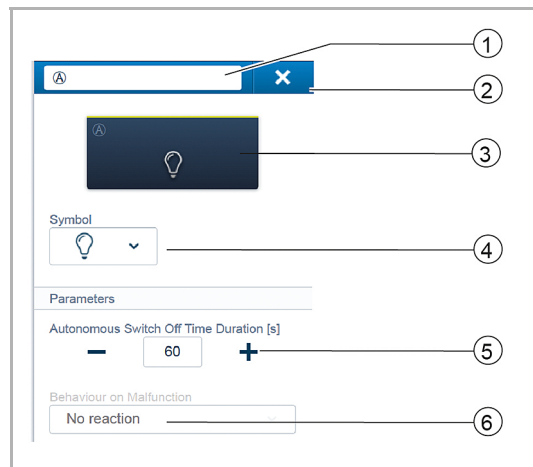 1
Ⓐ
2
Ⓐ
3
Symbol
4
Parameters
Autonomous Switch Off Time Duration [s]
60
5
Behaviour on Malfunction
No reaction
6